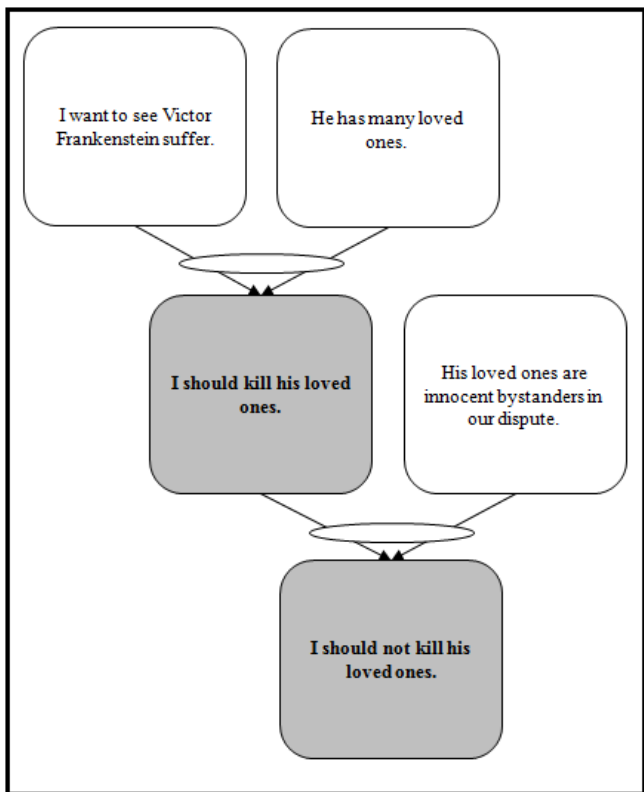 I want to see Victor
Frankenstein suffer.
He has many loved
ones.
I should kill his loved
ones.
His loved ones are
innocent bystanders in
our dispute.
I should not kill his
loved ones.